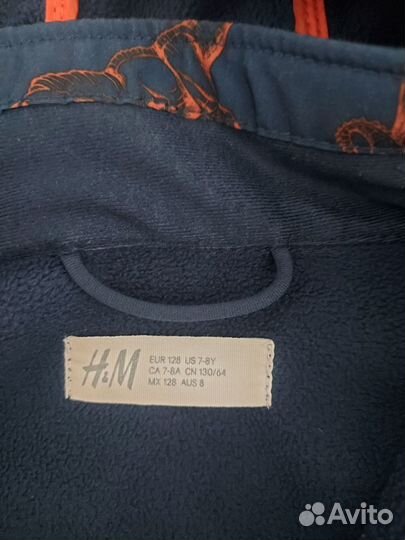 H&M
EUR 128 US 7-8Y
CA 7-8A CN 130/64
MX 128 AUS 8
Avito